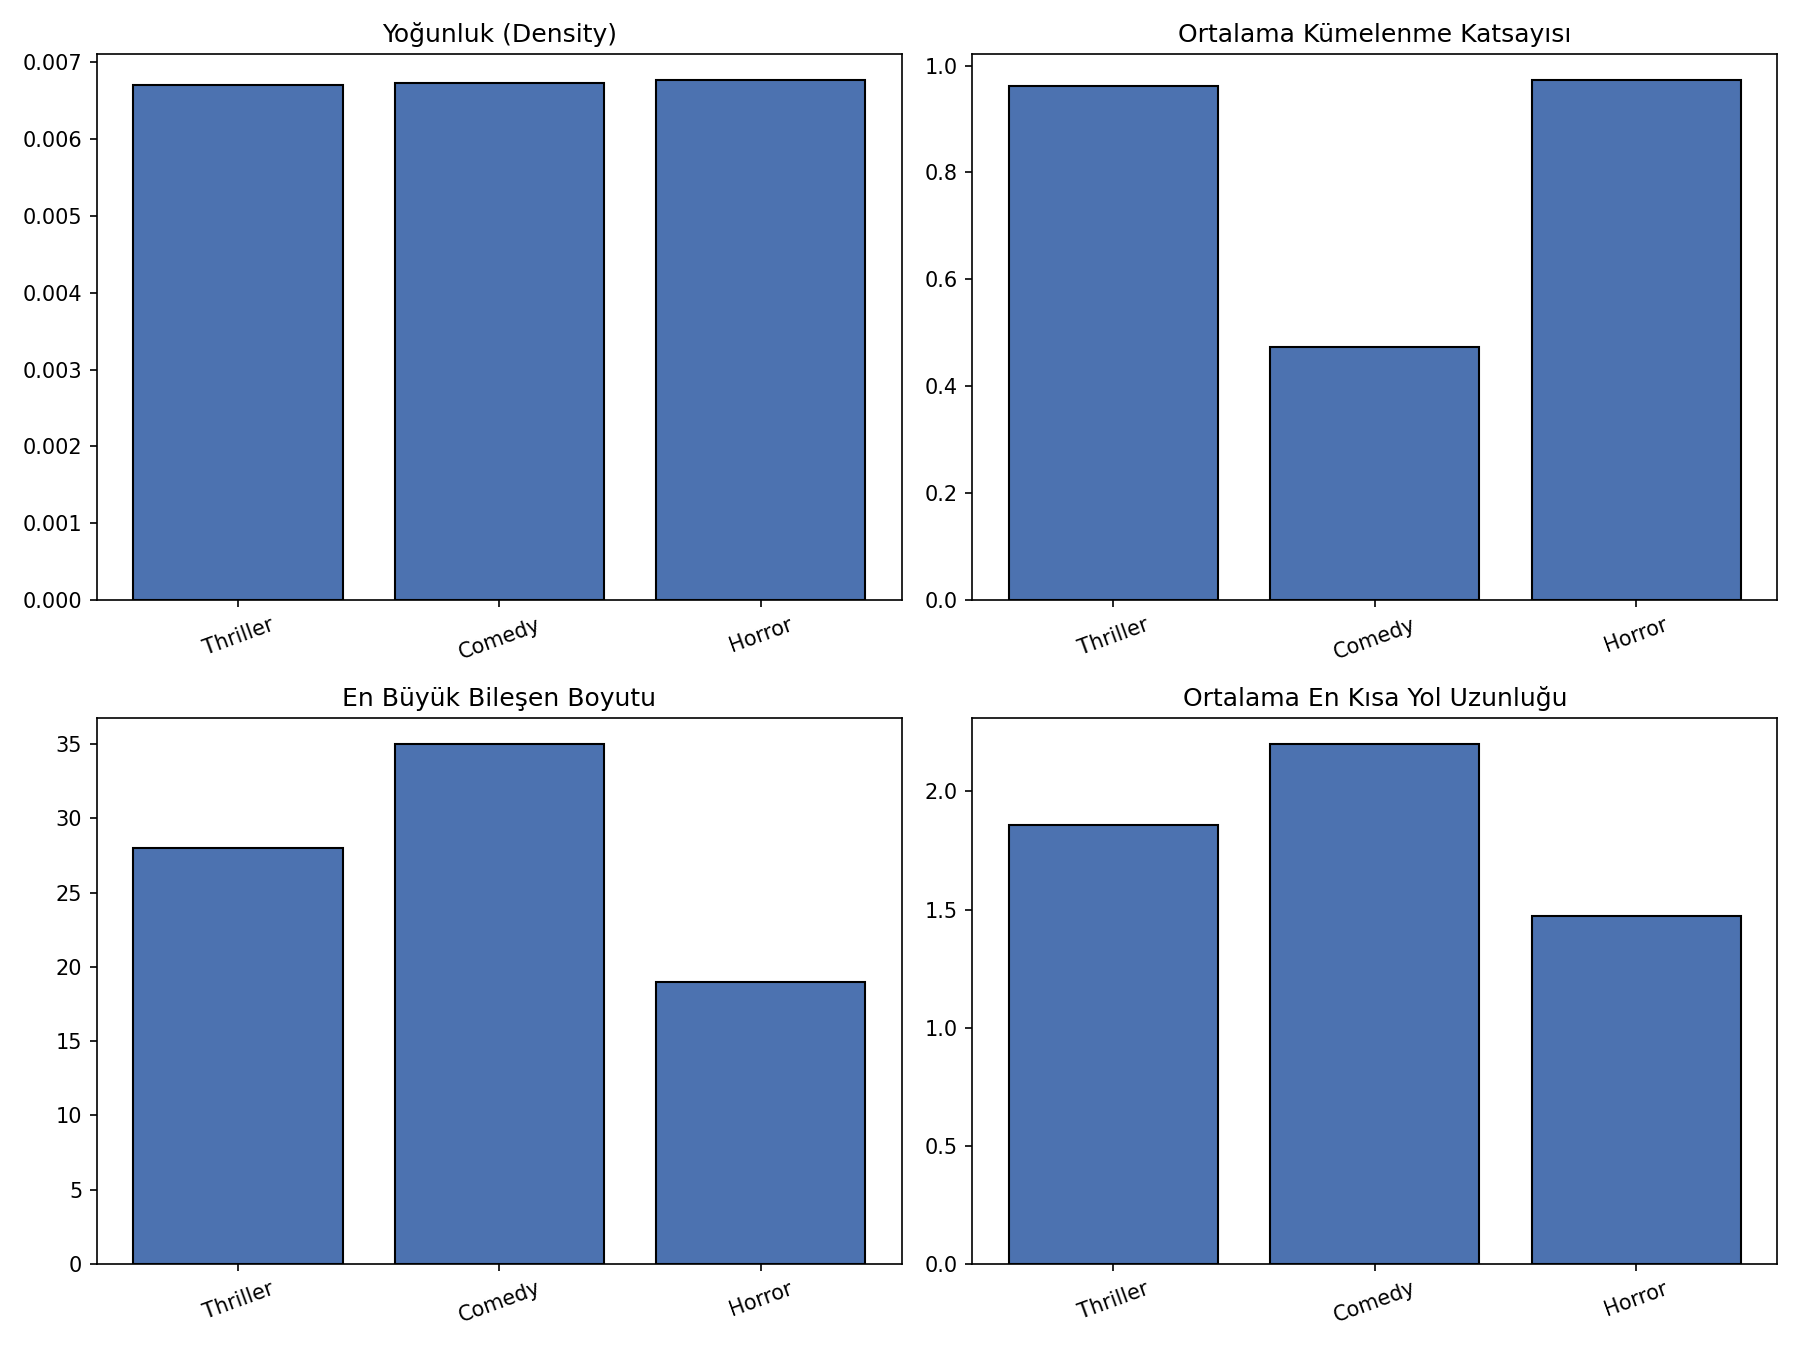 Yoğunluk (Density)
0.007
0.006
0.005
0.004
0.003
0.002
0.001
0.000
Thriller
Comedy
Horror
Ortalama Kümelenme Katsayısı
1.0
0.8
0.6
0.4
0.2
0.0
Thriller
Comedy
Horror
En Büyük Bileşen Boyutu
35
30
25
20
15
10
5
0
Thriller
Comedy
Horror
Ortalama En Kısa Yol Uzunluğu
2.0
1.5
1.0
0.5
0.0
Thriller
Comedy
Horror